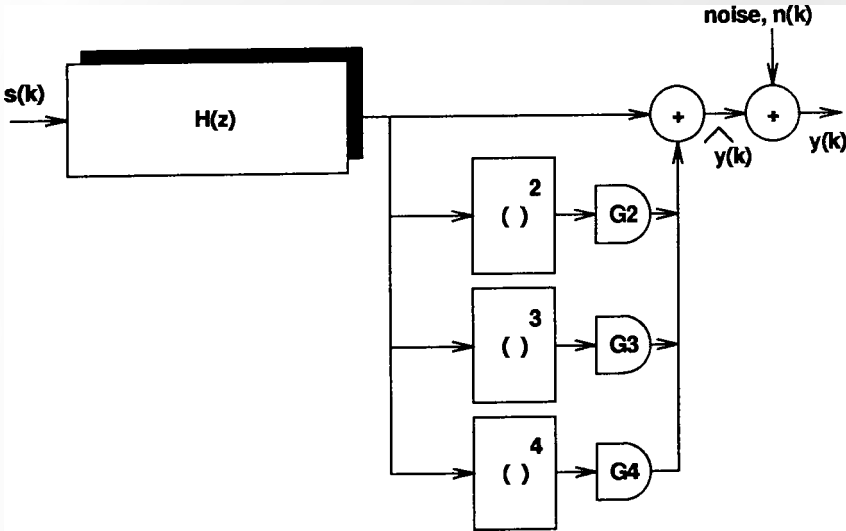 noise, n(k)
s(k)
H(z)
+
+
y(k)
y(k)
( ) 2
G2
( ) 3
G3
( ) 4
G4